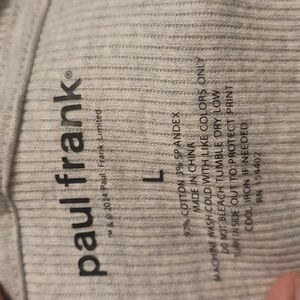 paul frank®
™ & © 2024 Paul Frank Limited
L
97% COTTON 3% SPANDEX
MADE IN CHINA
MACHINE WASH COLD WITH LIKE COLORS ONLY
DO NOT BLEACH TUMBLE DRY LOW
TURN INSIDE OUT TO PROTECT PRINT
COOL IRON IF NEEDED